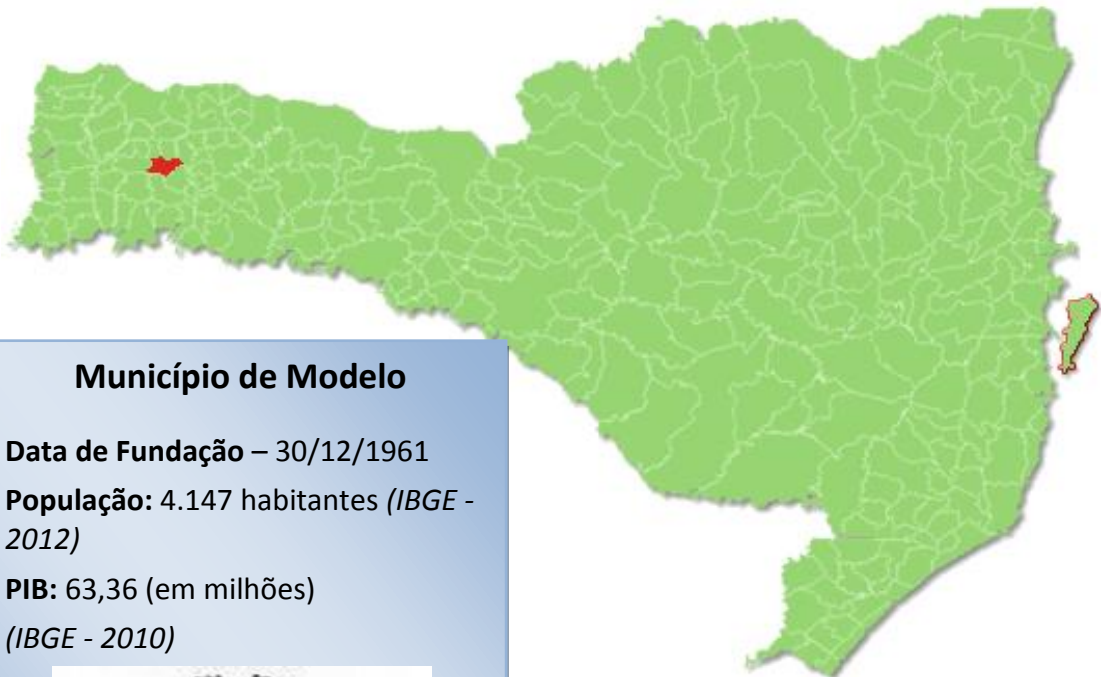 Município de Modelo
Data de Fundação – 30/12/1961
População: 4.147 habitantes (IBGE -
2012)
PIB: 63,36 (em milhões)
(IBGE - 2010)